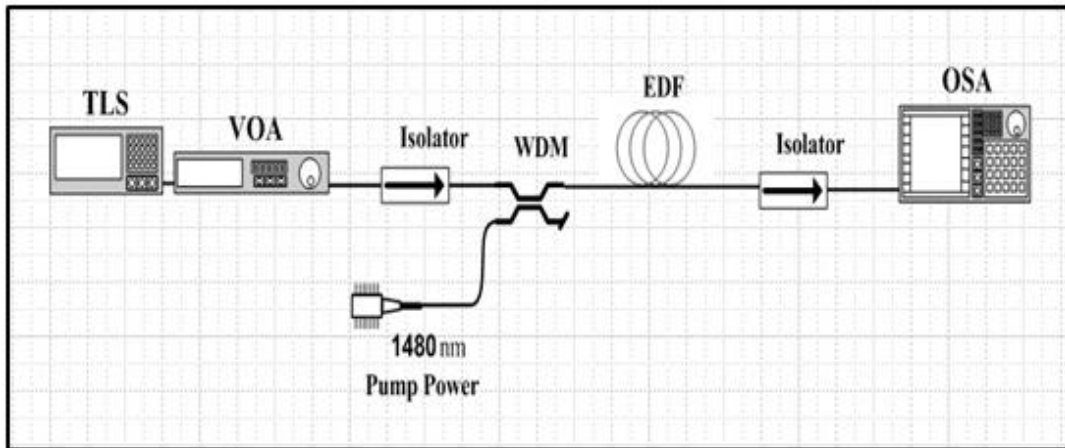 TLS
VOA
Isolator
WDM
EDF
Isolator
OSA
1480 nm
Pump Power